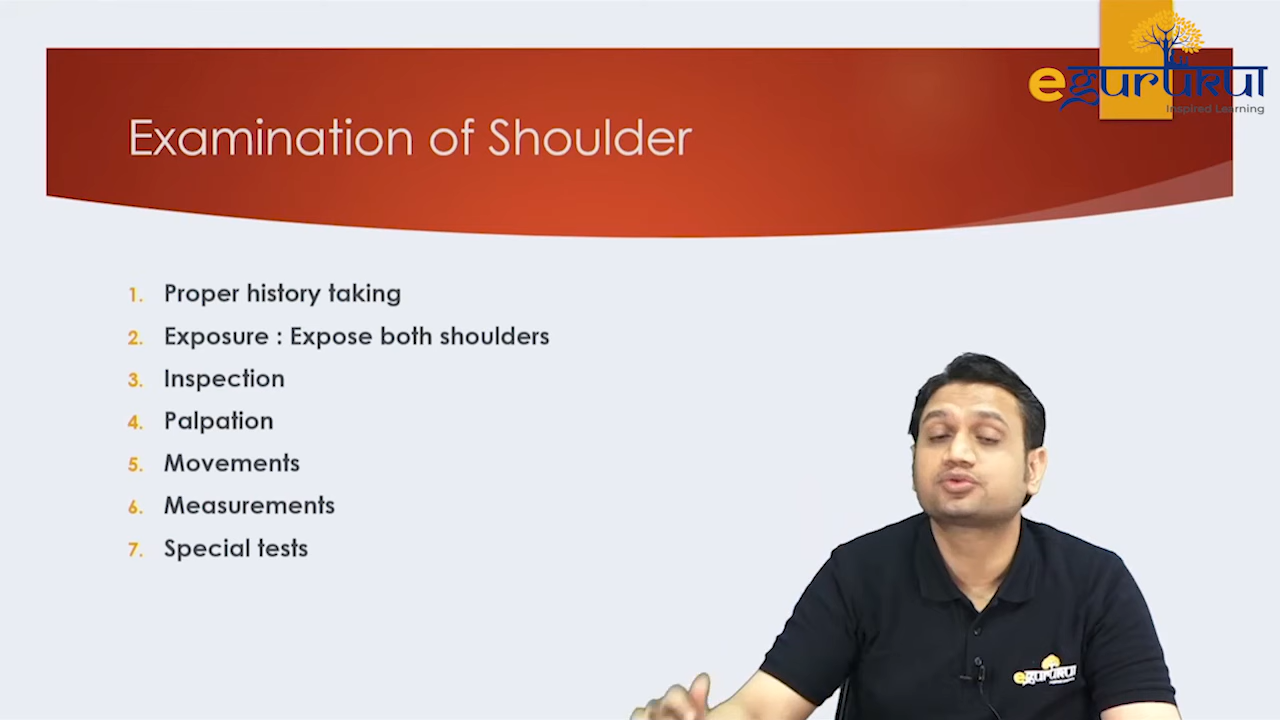 egurukul
Inspired Learning
Examination of Shoulder
1. Proper history taking
2. Exposure : Expose both shoulders
3. Inspection
4. Palpation
5. Movements
6. Measurements
7. Special tests
egurukul